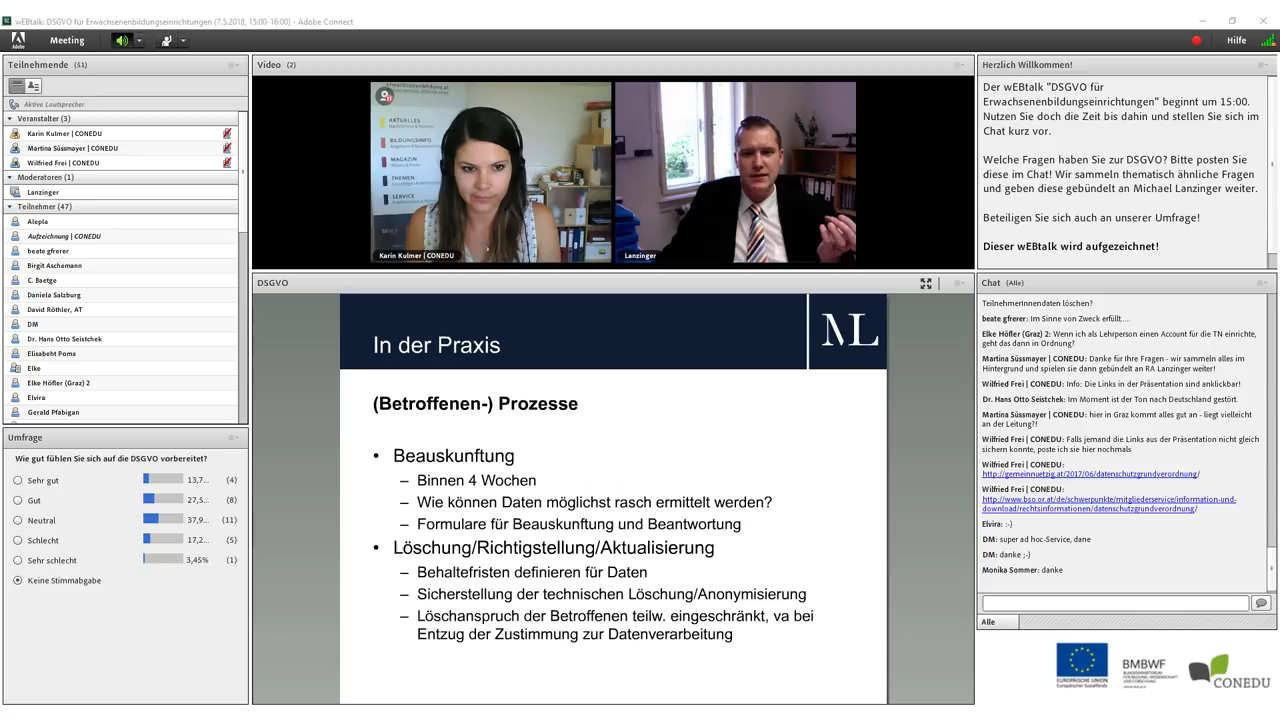 wEBtalk: DSGVO für Erwachsenenbildungseinrichtungen (7.5.2018, 15:00-16:00) - Adobe Connect
Adobe
Meeting
Hilfe
Teilnehmende (51)
Aktive Lautsprecher
Veranstalter (3)
Karin Kulmer | CONEDU
Martina Süssmayer | CONEDU
Wilfried Frei | CONEDU
Moderatoren (1)
Lanzinger
Teilnehmer (47)
Alepla
Aufzeichnung | CONEDU
beate gfrerer
Birgit Aschemann
C. Baetge
Daniela Salzburg
David Röthler, AT
DM
Dr. Hans Otto Seistchek
Elisabeht Poms
Elke
Elke Höfler (Graz) 2
Elvira
Gerald Pfabigan
Umfrage
Wie gut fühlen Sie sich auf die DSGVO vorbereitet?
Sehr gut 13,7... (4)
Gut 27,5... (8)
Neutral 37,9... (11)
Schlecht 17,2... (5)
Sehr schlecht 3,45% (1)
Keine Stimmabgabe
Video (2)
AKTUELLES
BILDUNGSINFO
MAGAZIN
THEMEN
SERVICE
Karin Kulmer | CONEDU
Lanzinger
DSGVO
In der Praxis
ML
(Betroffenen-) Prozesse
• Beauskunftung
– Binnen 4 Wochen
– Wie können Daten möglichst rasch ermittelt werden?
– Formulare für Beauskunftung und Beantwortung
• Löschung/Richtigstellung/Aktualisierung
– Behaltefristen definieren für Daten
– Sicherstellung der technischen Löschung/Anonymisierung
– Löschanspruch der Betroffenen teilw. eingeschränkt, va bei
Entzug der Zustimmung zur Datenverarbeitung
Herzlich Willkommen!
Der wEBtalk "DSGVO für
Erwachsenenbildungseinrichtungen" beginnt um 15:00.
Nutzen Sie doch die Zeit bis dahin und stellen Sie sich im
Chat kurz vor.
Welche Fragen haben Sie zur DSGVO? Bitte posten Sie
diese im Chat! Wir sammeln thematisch ähnliche Fragen
und geben diese gebündelt an Michael Lanzinger weiter.
Beteiligen Sie sich auch an unserer Umfrage!
Dieser wEBtalk wird aufgezeichnet!
Chat (Alle)
TeilnehmerInnendaten löschen?
beate gfrerer: Im Sinne von Zweck erfüllt.....
Elke Höfler (Graz) 2: Wenn ich als Lehrperson einen Account für die TN einrichte,
geht das dann in Ordnung?
Martina Süssmayer | CONEDU: Danke für Ihre Fragen - wir sammeln alles im
Hintergrund und spielen sie dann gebündelt an RA Lanzinger weiter!
Wilfried Frei | CONEDU: Info: Die Links in der Präsentation sind anklickbar!
Dr. Hans Otto Seistchek: Im Moment ist der Ton nach Deutschland gestört.
Martina Süssmayer | CONEDU: hier in Graz kommt alles gut an - liegt vielleicht
an der Leitung?!
Wilfried Frei | CONEDU: Falls jemand die Links aus der Präsentation nicht gleich
sichern konnte, poste ich sie hier nochmals
Wilfried Frei | CONEDU:
http://gemeinnuetzig.at/2017/06/datenschutzgrundverordnung/
Wilfried Frei | CONEDU:
http://www.bso.or.at/de/schwerpunkte/mitgliederservice/information-und-
download/rechtsinformationen/datenschutzgrundverordnung/
Elvira: :-)
DM: super ad hoc-Service, dane
DM: danke ;-)
Monika Sommer: danke
Alle
EUROPÄISCHE UNION
Europäischer Sozialfonds
BMBWF
CONEDU